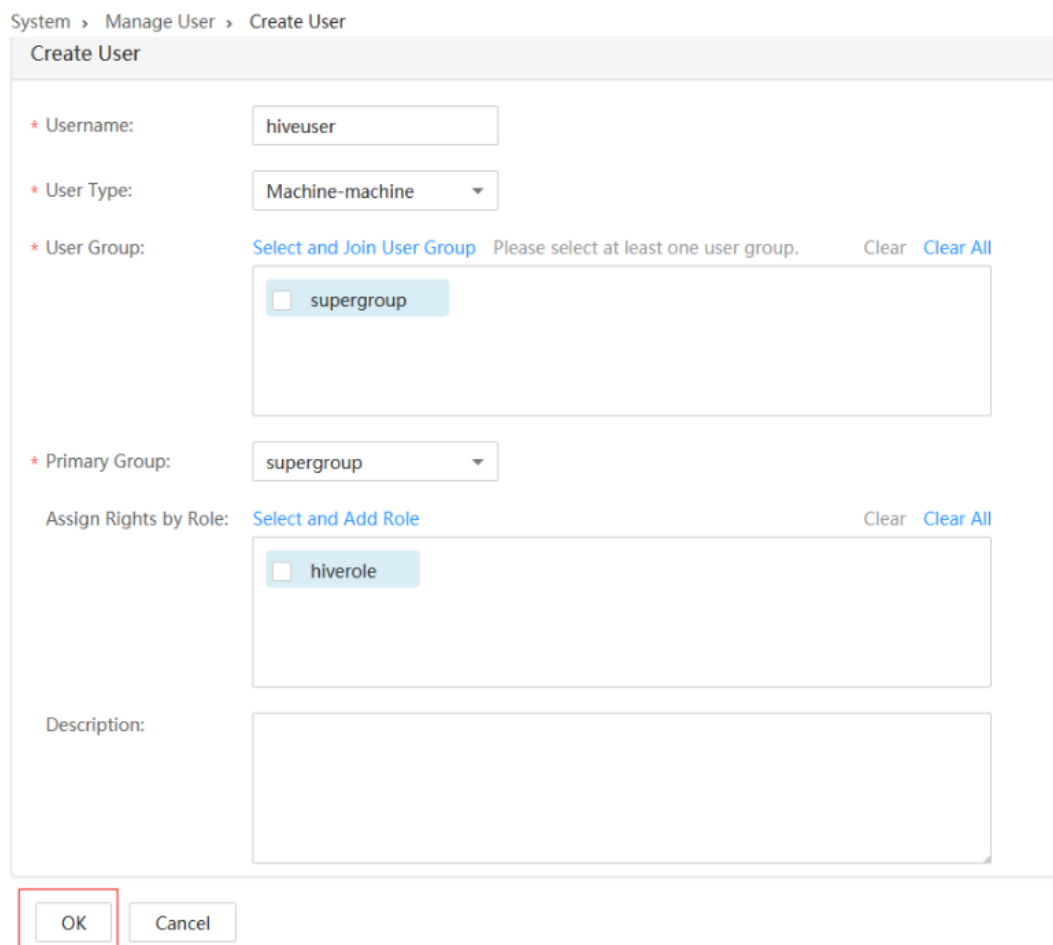 System › Manage User › Create User
Create User
* Username: hiveuser
* User Type: Machine-machine
* User Group: Select and Join User Group Please select at least one user group. Clear Clear All
supergroup
* Primary Group: supergroup
Assign Rights by Role: Select and Add Role Clear Clear All
hiverole
Description:
OK Cancel